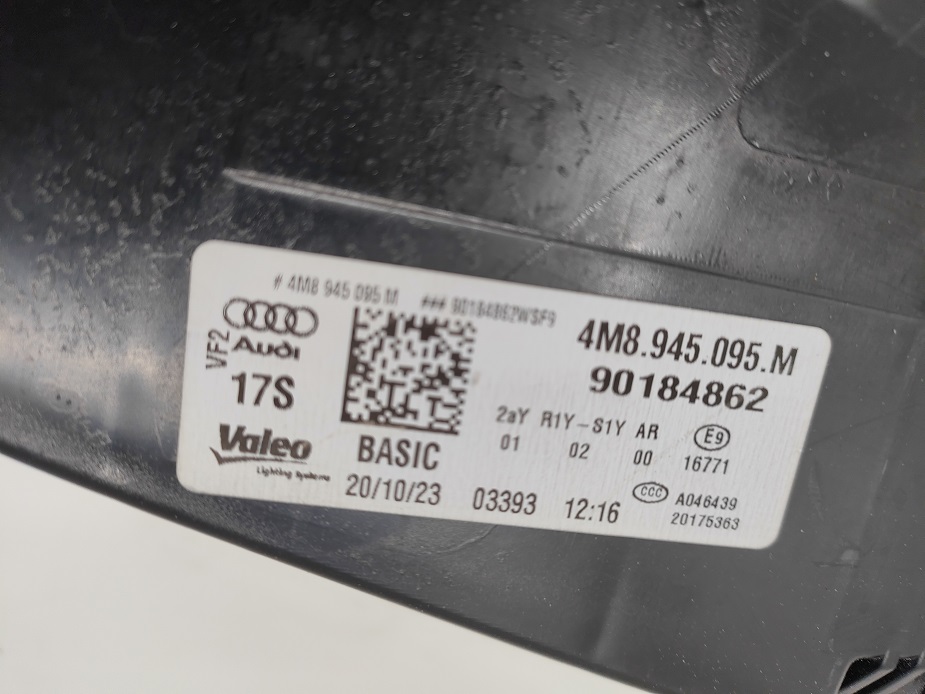 # 4M8 945 095 M ### 90184862WSF9
VF2
Audi
17S
Valeo
Lighting Systems
BASIC
20/10/23 03393 12:16
4M8.945.095.M
90184862
2aY R1Y-S1Y AR
01 02 00
E9
16771
CCC A046439
20175363